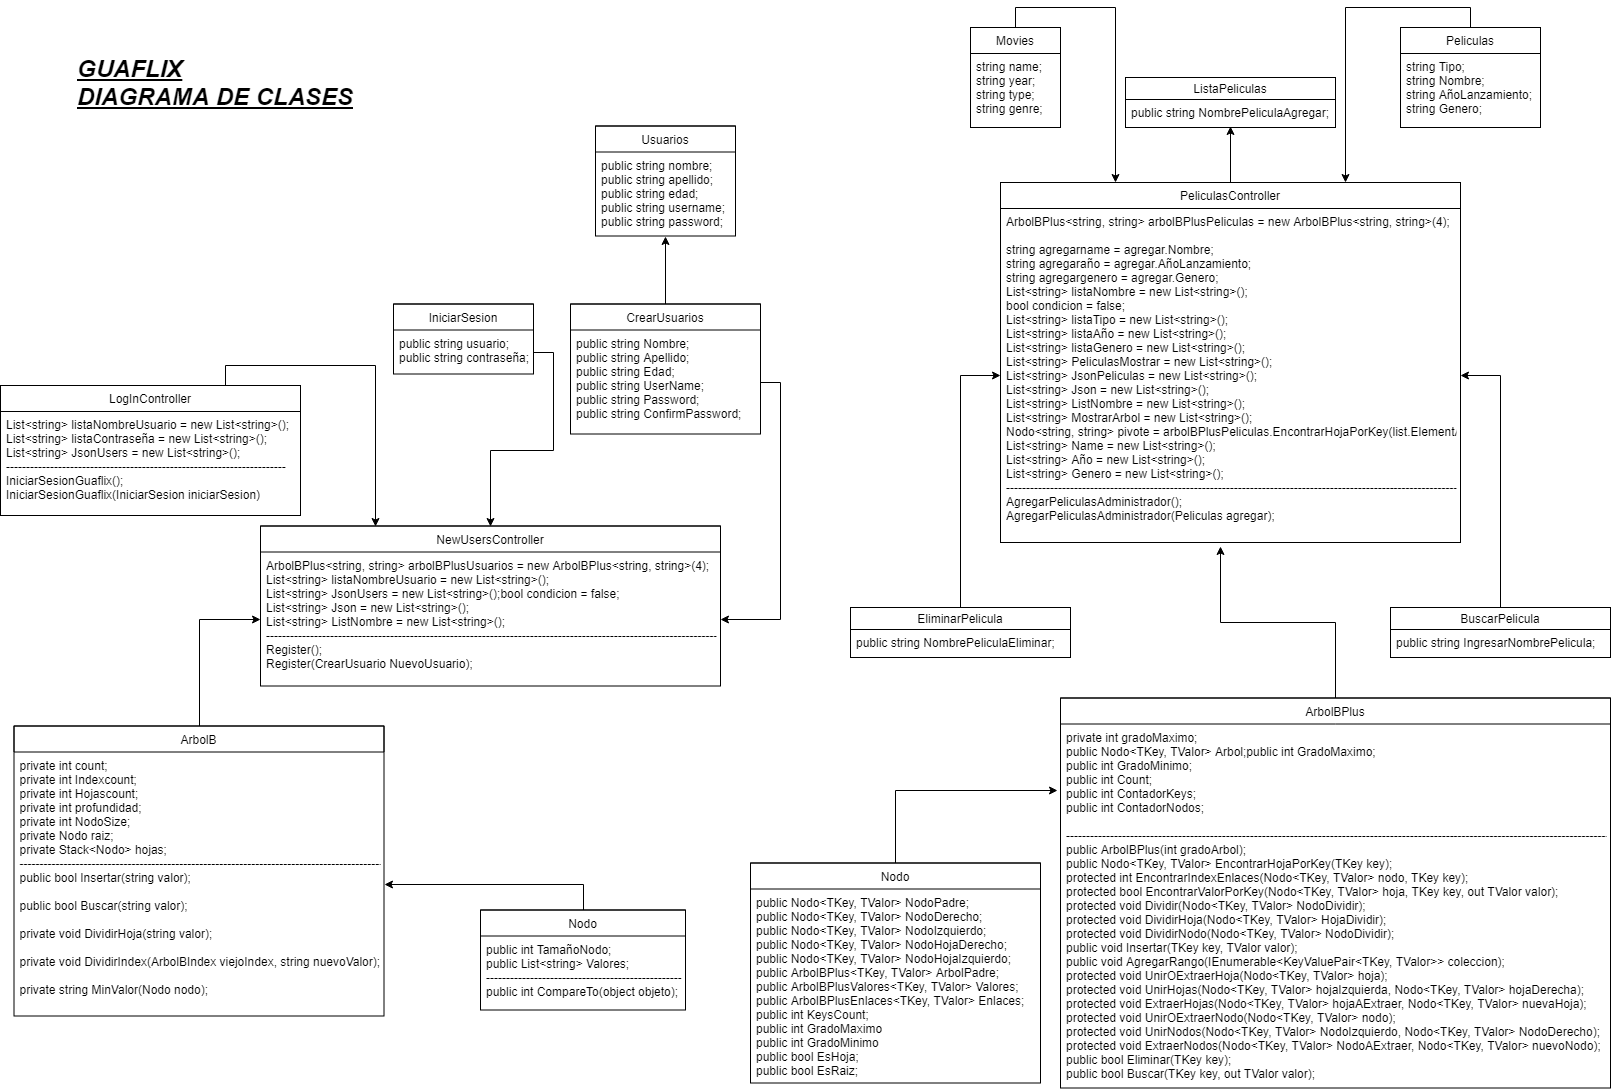 GUAFLIX
DIAGRAMA DE CLASES
Movies
string name;
string year;
string type;
string genre;
ListaPeliculas
public string NombrePeliculaAgregar;
Peliculas
string Tipo;
string Nombre;
string AñoLanzamiento;
string Genero;
Usuarios
public string nombre;
public string apellido;
public string edad;
public string username;
public string password;
PeliculasController
ArbolBPlus<string, string> arbolBPlusPeliculas = new ArbolBPlus<string, string>(4);
string agregarname = agregar.Nombre;
string agregaraño = agregar.AñoLanzamiento;
string agregargenero = agregar.Genero;
List<string> listaNombre = new List<string>();
bool condicion = false;
List<string> listaTipo = new List<string>();
List<string> listaAño = new List<string>();
List<string> listaGenero = new List<string>();
List<string> PeliculasMostrar = new List<string>();
List<string> JsonPeliculas = new List<string>();
List<string> Json = new List<string>();
List<string> ListNombre = new List<string>();
List<string> MostrarArbol = new List<string>();
Nodo<string, string> pivote = arbolBPlusPeliculas.EncontrarHojaPorKey(list.Element
List<string> Name = new List<string>();
List<string> Año = new List<string>();
List<string> Genero = new List<string>();
AgregarPeliculasAdministrador();
AgregarPeliculasAdministrador(Peliculas agregar);
IniciarSesion
public string usuario;
public string contraseña;
CrearUsuarios
public string Nombre;
public string Apellido;
public string Edad;
public string UserName;
public string Password;
public string ConfirmPassword;
LogInController
List<string> listaNombreUsuario = new List<string>();
List<string> listaContraseña = new List<string>();
List<string> JsonUsers = new List<string>();
IniciarSesionGuaflix();
IniciarSesionGuaflix(IniciarSesion iniciarSesion)
NewUsersController
ArbolBPlus<string, string> arbolBPlusUsuarios = new ArbolBPlus<string, string>(4);
List<string> listaNombreUsuario = new List<string>();
List<string> JsonUsers = new List<string>();bool condicion = false;
List<string> Json = new List<string>();
List<string> ListNombre = new List<string>();
Register();
Register(CrearUsuario NuevoUsuario);
EliminarPelicula
public string NombrePeliculaEliminar;
BuscarPelicula
public string IngresarNombrePelicula;
ArbolB
private int count;
private int Indexcount;
private int Hojascount;
private int profundidad;
private int NodoSize;
private Nodo raiz;
private Stack<Nodo> hojas;
public bool Insertar(string valor);
public bool Buscar(string valor);
private void DividirHoja(string valor);
private void DividirIndex(ArbolBIndex viejoIndex, string nuevoValor);
private string MinValor(Nodo nodo);
Nodo
public int TamañoNodo;
public List<string> Valores;
public int CompareTo(object objeto);
Nodo
public Nodo<TKey, TValor> NodoPadre;
public Nodo<TKey, TValor> NodoDerecho;
public Nodo<TKey, TValor> NodoIzquierdo;
public Nodo<TKey, TValor> NodoHojaDerecho;
public Nodo<TKey, TValor> NodoHojaIzquierdo;
public ArbolBPlus<TKey, TValor> ArbolPadre;
public ArbolBPlusValores<TKey, TValor> Valores;
public ArbolBPlusEnlaces<TKey, TValor> Enlaces;
public int KeysCount;
public int GradoMaximo
public int GradoMinimo
public bool EsHoja;
public bool EsRaiz;
ArbolBPlus
private int gradoMaximo;
public Nodo<TKey, TValor> Arbol;public int GradoMaximo;
public int GradoMinimo;
public int Count;
public int ContadorKeys;
public int ContadorNodos;
public ArbolBPlus(int gradoArbol);
public Nodo<TKey, TValor> EncontrarHojaPorKey(TKey key);
protected int EncontrarIndexEnlaces(Nodo<TKey, TValor> nodo, TKey key);
protected bool EncontrarValorPorKey(Nodo<TKey, TValor> hoja, TKey key, out TValor valor);
protected void Dividir(Nodo<TKey, TValor> NodoDividir);
protected void DividirHoja(Nodo<TKey, TValor> HojaDividir);
protected void DividirNodo(Nodo<TKey, TValor> NodoDividir);
public void Insertar(TKey key, TValor valor);
public void AgregarRango(IEnumerable<KeyValuePair<TKey, TValor>> coleccion);
protected void UnirOExtraerHoja(Nodo<TKey, TValor> hoja);
protected void UnirHojas(Nodo<TKey, TValor> hojaIzquierda, Nodo<TKey, TValor> hojaDerecha);
protected void ExtraerHojas(Nodo<TKey, TValor> hojaAExtraer, Nodo<TKey, TValor> nuevaHoja);
protected void UnirOExtraerNodo(Nodo<TKey, TValor> nodo);
protected void UnirNodos(Nodo<TKey, TValor> NodoIzquierdo, Nodo<TKey, TValor> NodoDerecho);
protected void ExtraerNodos(Nodo<TKey, TValor> NodoAExtraer, Nodo<TKey, TValor> nuevoNodo);
public bool Eliminar(TKey key);
public bool Buscar(TKey key, out TValor valor);